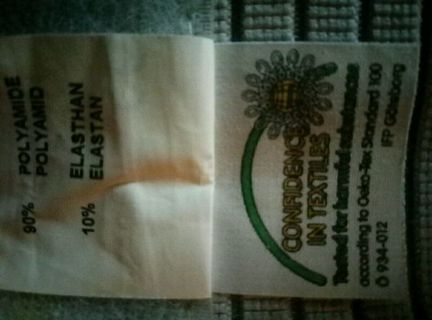 90% POLYAMIDE
POLYAMID
10% ELASTHAN
ELASTAN
CONFIDENCE
IN TEXTILES
Tested for harmful substances
according to Oeko-Tex Standard 100
Ö 934-012 IFP Göteborg